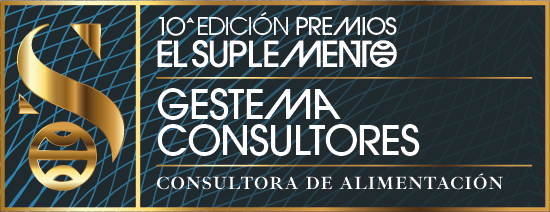 10ª EDICIÓN PREMIOS
EL SUPLEMENTO
GESTEMA
CONSULTORES
CONSULTORA DE ALIMENTACIÓN